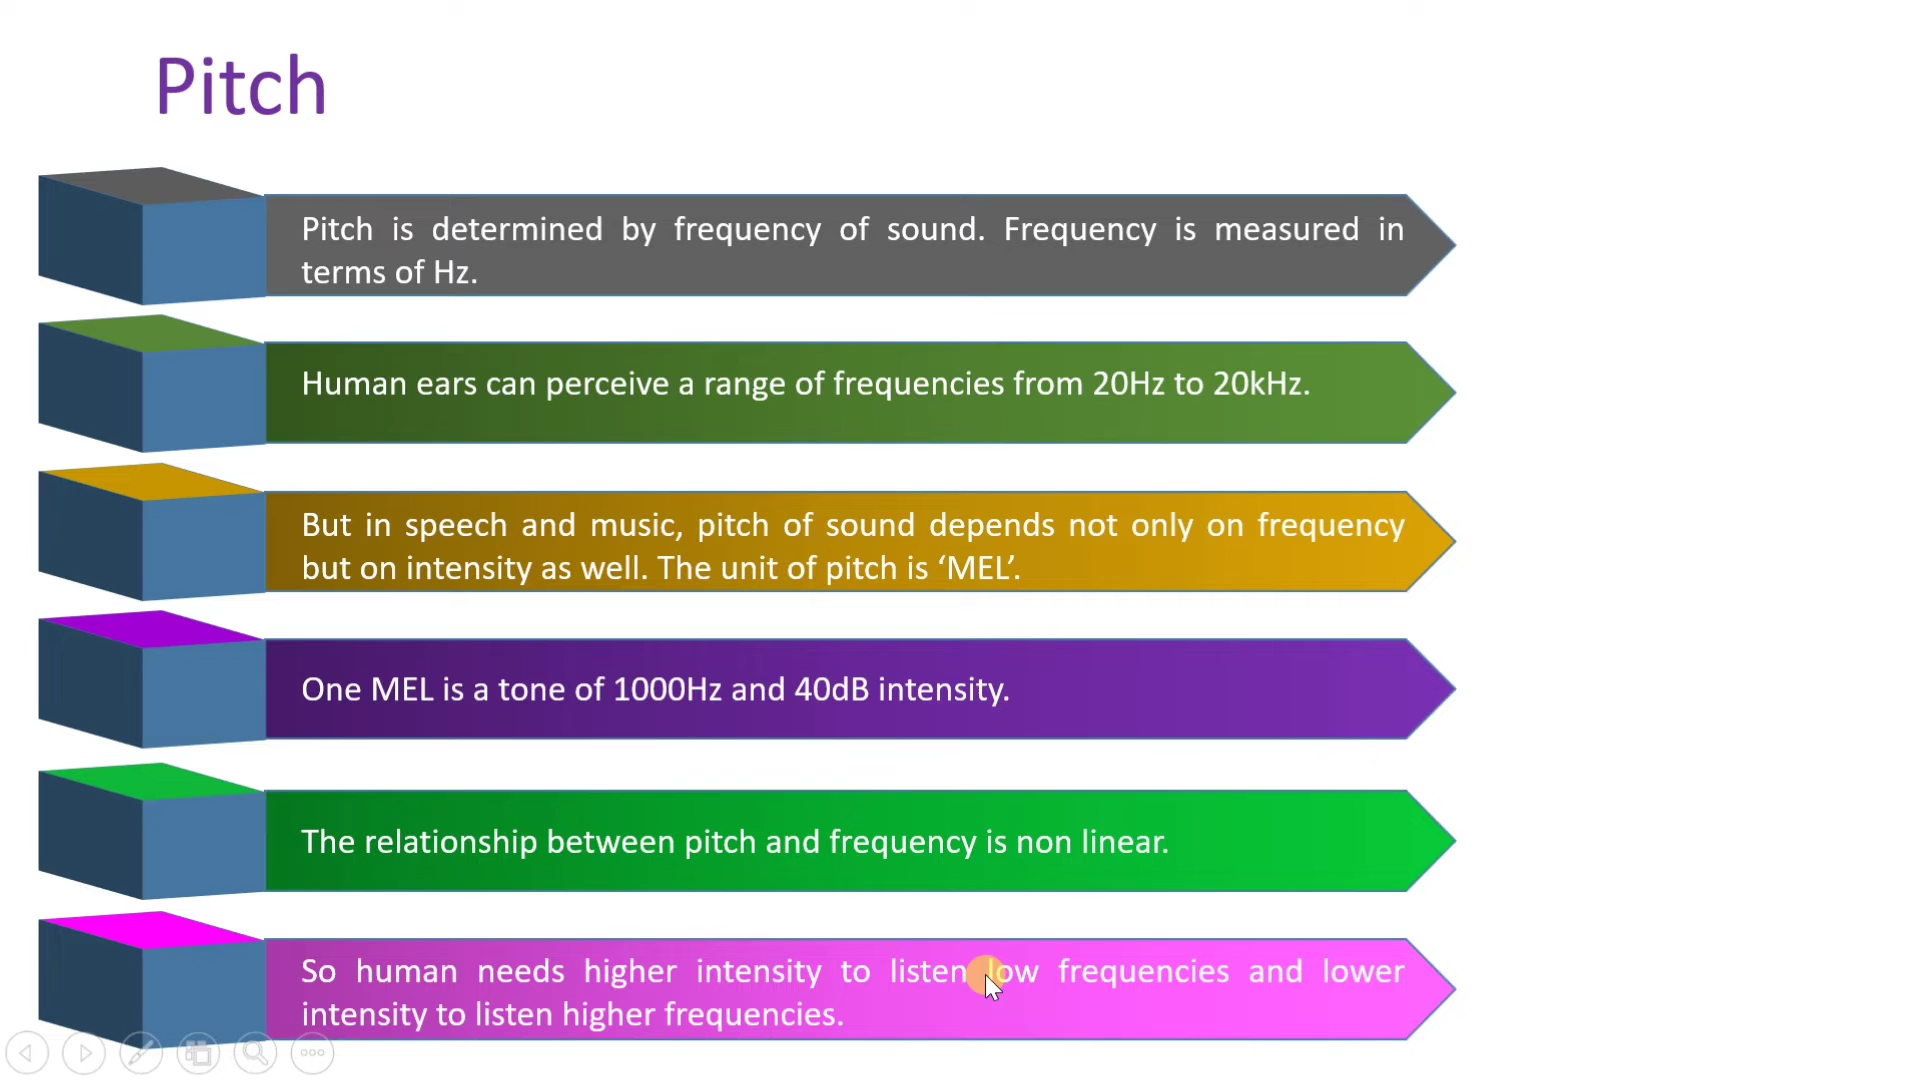 Pitch
Pitch is determined by frequency of sound. Frequency is measured in
terms of Hz.
Human ears can perceive a range of frequencies from 20Hz to 20kHz.
But in speech and music, pitch of sound depends not only on frequency
but on intensity as well. The unit of pitch is ‘MEL’.
One MEL is a tone of 1000Hz and 40dB intensity.
The relationship between pitch and frequency is non linear.
So human needs higher intensity to listen low frequencies and lower
intensity to listen higher frequencies.